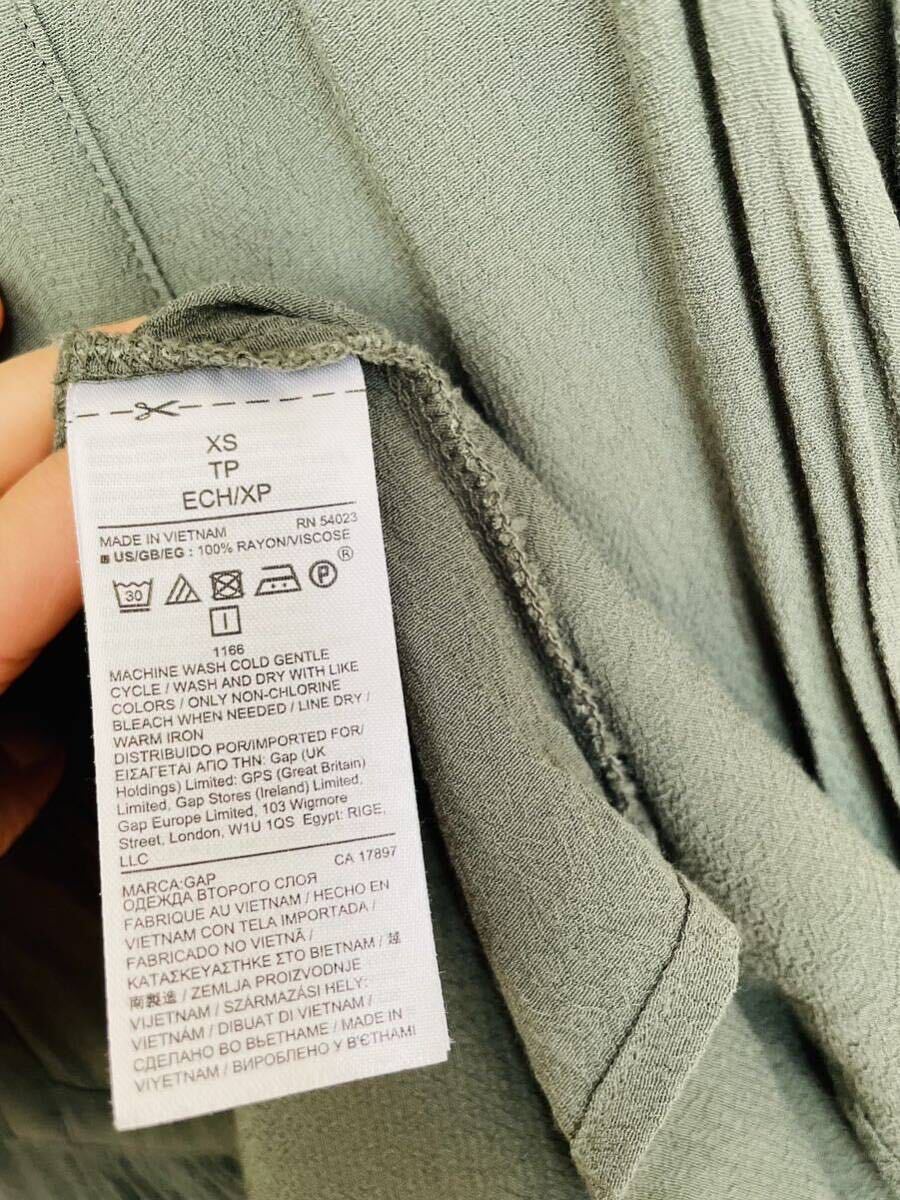 XS
TP
ECH/XP
MADE IN VIETNAM RN 54023
US/GB/EG : 100% RAYON/VISCOSE
30 P ®
1166
MACHINE WASH COLD GENTLE
CYCLE / WASH AND DRY WITH LIKE
COLORS / ONLY NON-CHLORINE
BLEACH WHEN NEEDED / LINE DRY /
WARM IRON
DISTRIBUIDO POR/IMPORTED FOR/
ΕΙΣΑΓΕΤΑΙ ΑΠΟ ΤΗΝ: Gap (UK
Holdings) Limited: GPS (Great Britain)
Limited, Gap Stores (Ireland) Limited,
Gap Europe Limited, 103 Wigmore
Street, London, W1U 1QS Egypt: RIGE,
LLC
CA 17897
MARCA:GAP
ОДЕЖДА ВТОРОГО СЛОЯ
FABRIQUE AU VIETNAM / HECHO EN
VIETNAM CON TELA IMPORTADA /
FABRICADO NO VIETNÃ /
ΚΑΤΑΣΚΕΥΑΣΤΗΚΕ ΣΤΟ ΒΙΕΤΝΑΜ / 越
南製造 / ZEMLJA PROIZVODNJE
VIJETNAM / SZÁRMAZÁSI HELY:
VIETNÁM / DIBUAT DI VIETNAM /
СДЕЛАНО ВО ВЬЕТНАМЕ / MADE IN
VIYETNAM / ВИРОБЛЕНО У В'ЄТНАМІ